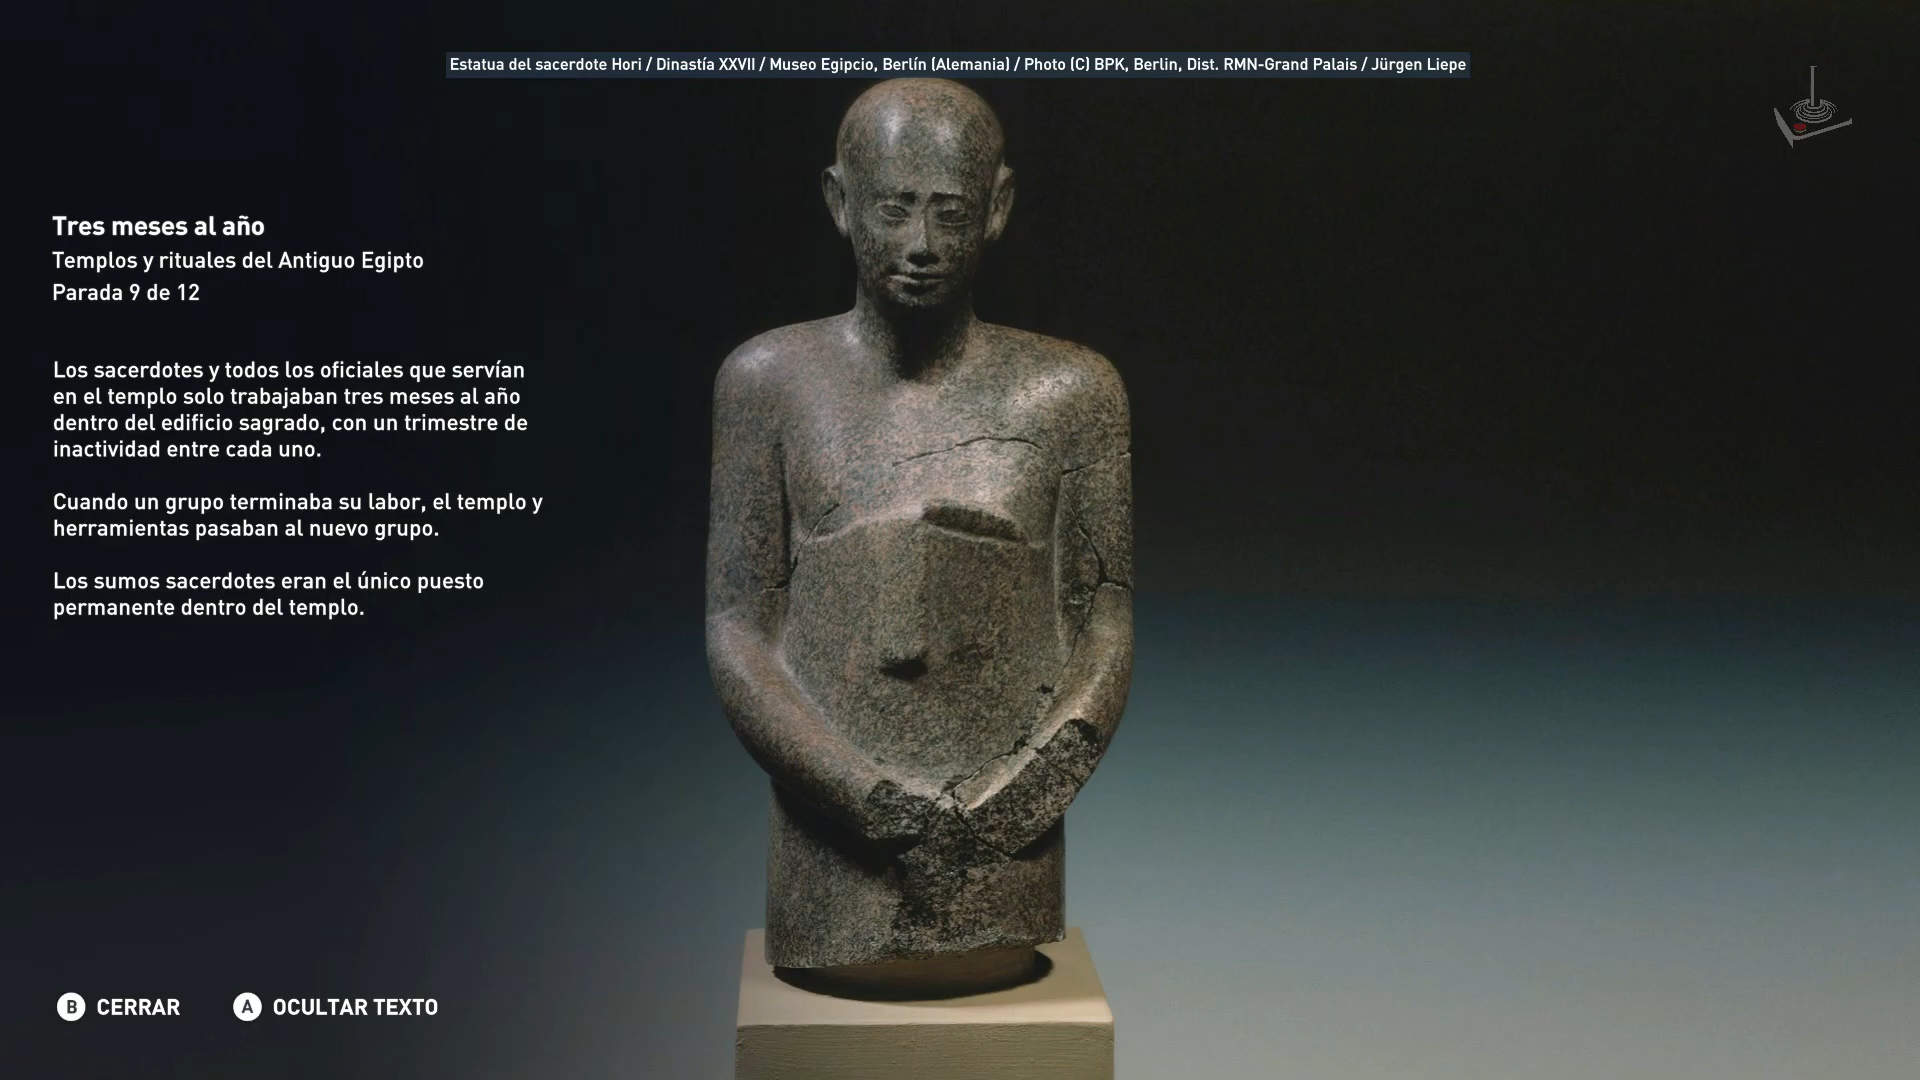 Estatua del sacerdote Hori / Dinastía XXVII / Museo Egipcio, Berlín (Alemania) / Photo (C) BPK, Berlin, Dist. RMN-Grand Palais / Jürgen Liepe
Tres meses al año
Templos y rituales del Antiguo Egipto
Parada 9 de 12
Los sacerdotes y todos los oficiales que servían
en el templo solo trabajaban tres meses al año
dentro del edificio sagrado, con un trimestre de
inactividad entre cada uno.
Cuando un grupo terminaba su labor, el templo y
herramientas pasaban al nuevo grupo.
Los sumos sacerdotes eran el único puesto
permanente dentro del templo.
B CERRAR A OCULTAR TEXTO